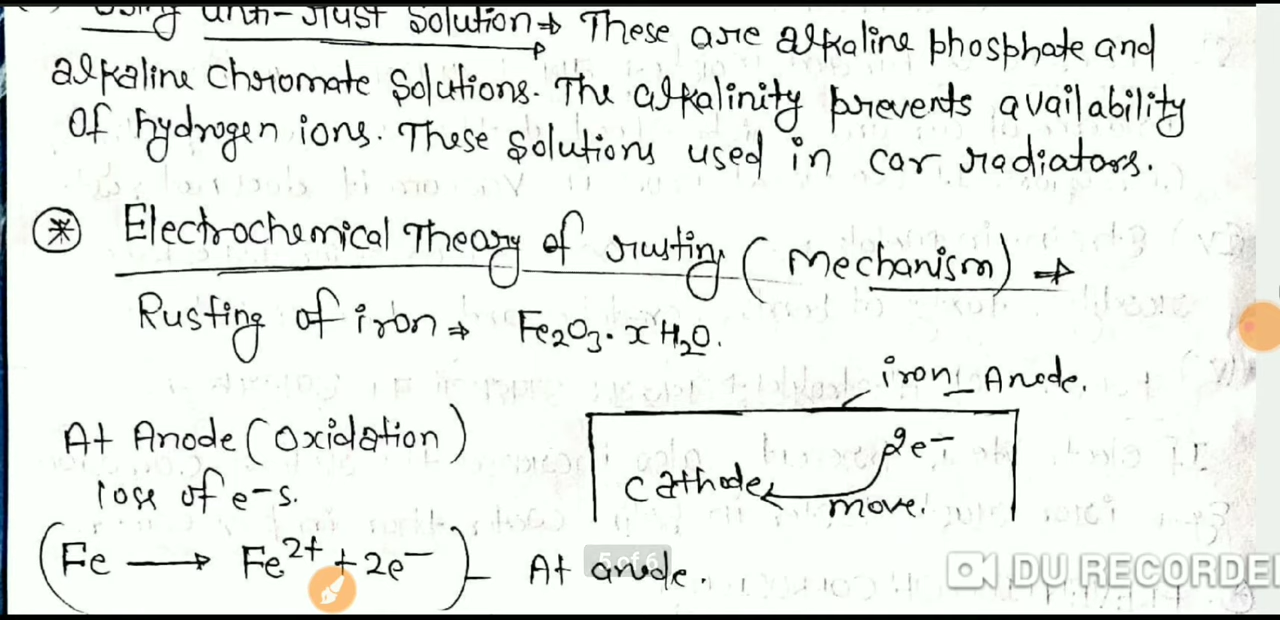 Using anti-rust solution⇒ These are alkaline phosphate and
alkaline chromate solutions. The alkalinity prevents availability
of hydrogen ions. These solutions used in car radiators.
* Electrochemical Theory of rusting (Mechanism) ⇒
Rusting of iron ⇒ Fe₂O₃·xH₂O.
iron - Anode.
At Anode (Oxidation)
loss of e-s.
2e⁻
cathode ← move.
(Fe ⟶ Fe²⁺ + 2e⁻) - At anode.
5 of 6
DU RECORDE